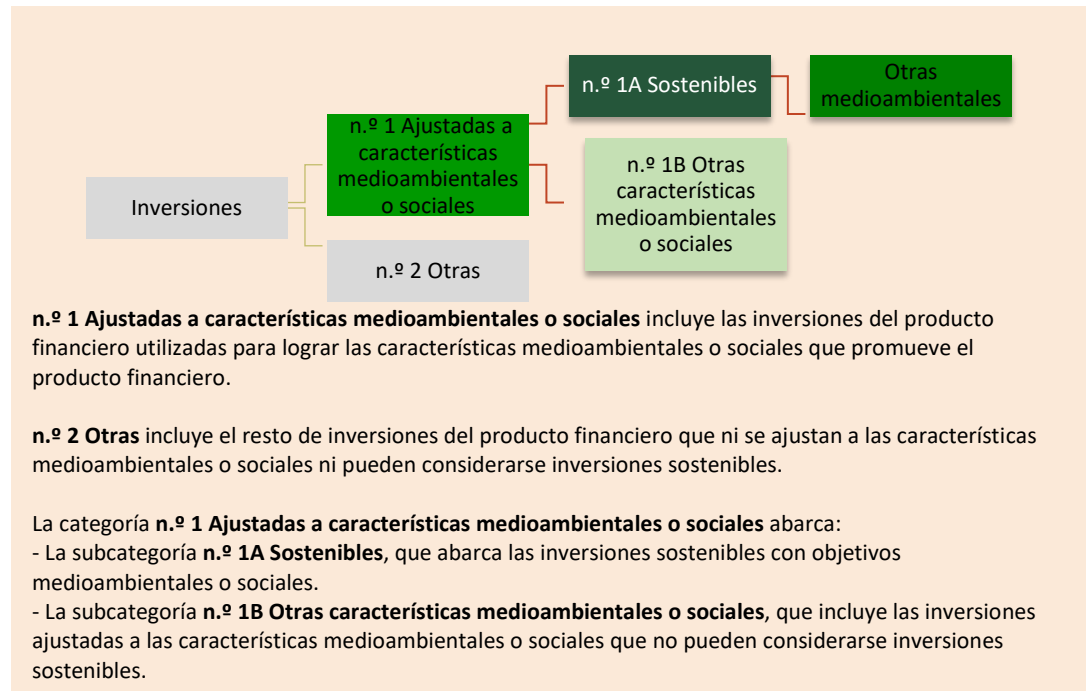 n.º 1A Sostenibles
Otras
medioambientales
n.º 1 Ajustadas a
características
medioambientales
o sociales
n.º 1B Otras
características
medioambientales
o sociales
Inversiones
n.º 2 Otras
n.º 1 Ajustadas a características medioambientales o sociales incluye las inversiones del producto
financiero utilizadas para lograr las características medioambientales o sociales que promueve el
producto financiero.
n.º 2 Otras incluye el resto de inversiones del producto financiero que ni se ajustan a las características
medioambientales o sociales ni pueden considerarse inversiones sostenibles.
La categoría n.º 1 Ajustadas a características medioambientales o sociales abarca:
- La subcategoría n.º 1A Sostenibles, que abarca las inversiones sostenibles con objetivos
medioambientales o sociales.
- La subcategoría n.º 1B Otras características medioambientales o sociales, que incluye las inversiones
ajustadas a las características medioambientales o sociales que no pueden considerarse inversiones
sostenibles.